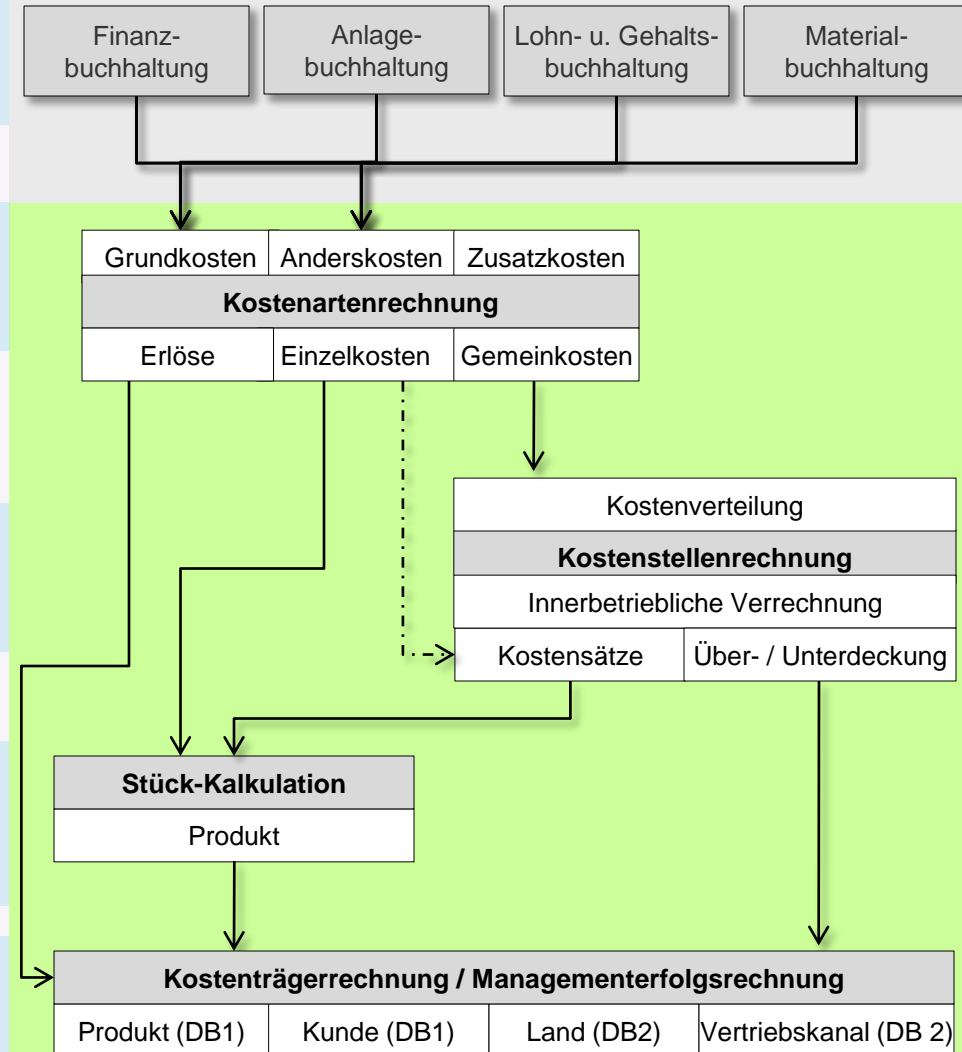 Finanz-
buchhaltung
Anlage-
buchhaltung
Lohn- u. Gehalts-
buchhaltung
Material-
buchhaltung
Grundkosten
Anderskosten
Zusatzkosten
Kostenartenrechnung
Erlöse
Einzelkosten
Gemeinkosten
Kostenverteilung
Kostenstellenrechnung
Innerbetriebliche Verrechnung
Kostensätze
Über- / Unterdeckung
Stück-Kalkulation
Produkt
Kostenträgerrechnung / Managementerfolgsrechnung
Produkt (DB1)
Kunde (DB1)
Land (DB2)
Vertriebskanal (DB 2)